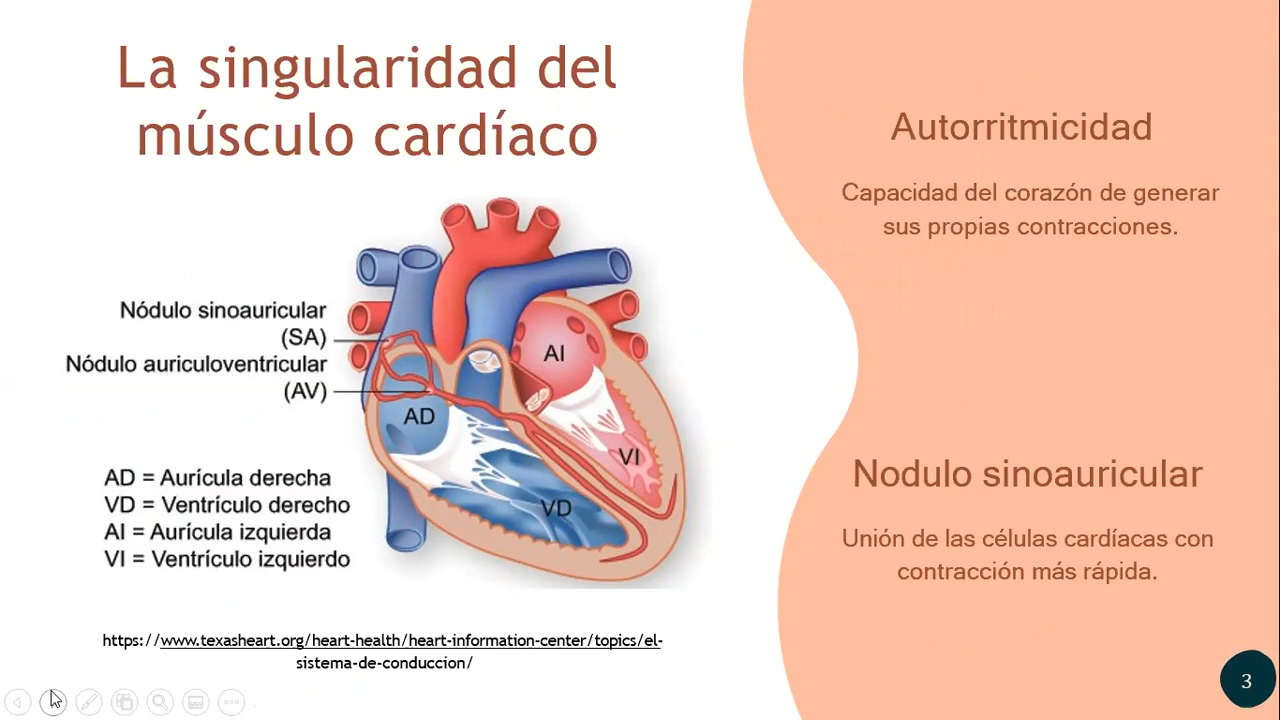 La singularidad del
músculo cardíaco
Nódulo sinoauricular
(SA)
Nódulo auriculoventricular
(AV)
AI
AD
VI
VD
AD = Aurícula derecha
VD = Ventrículo derecho
AI = Aurícula izquierda
VI = Ventrículo izquierdo
https://www.texasheart.org/heart-health/heart-information-center/topics/el-
sistema-de-conduccion/
Autorritmicidad
Capacidad del corazón de generar
sus propias contracciones.
Nodulo sinoauricular
Unión de las células cardíacas con
contracción más rápida.
3